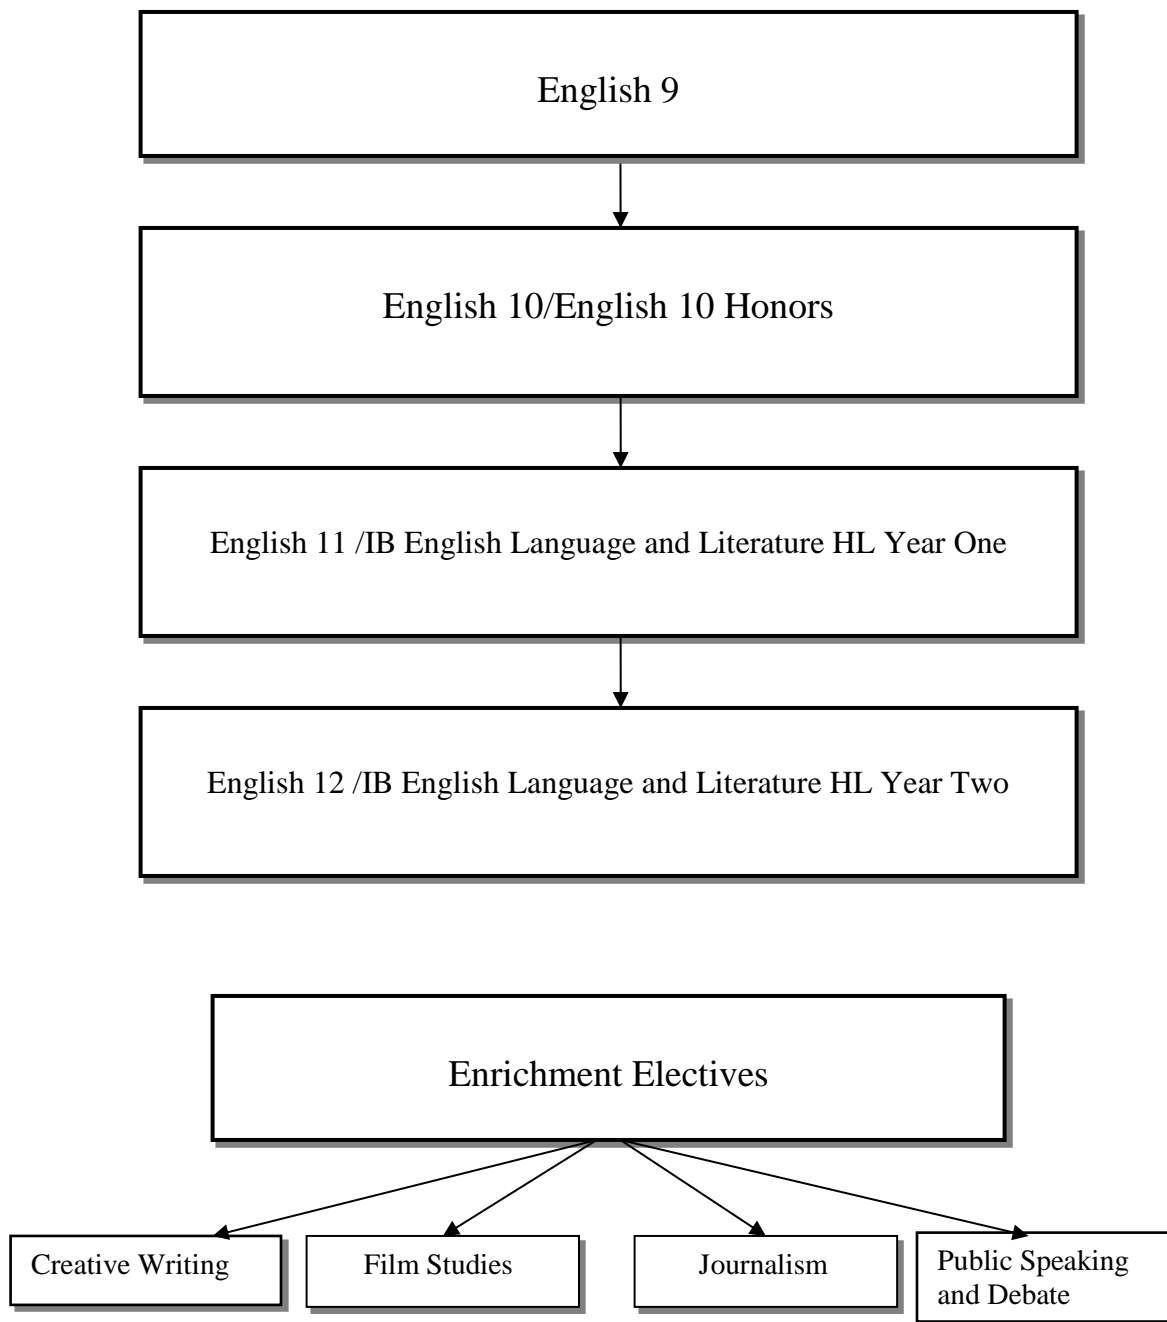 English 9
English 10/English 10 Honors
English 11 /IB English Language and Literature HL Year One
English 12 /IB English Language and Literature HL Year Two
Enrichment Electives
Creative Writing
Film Studies
Journalism
Public Speaking
and Debate